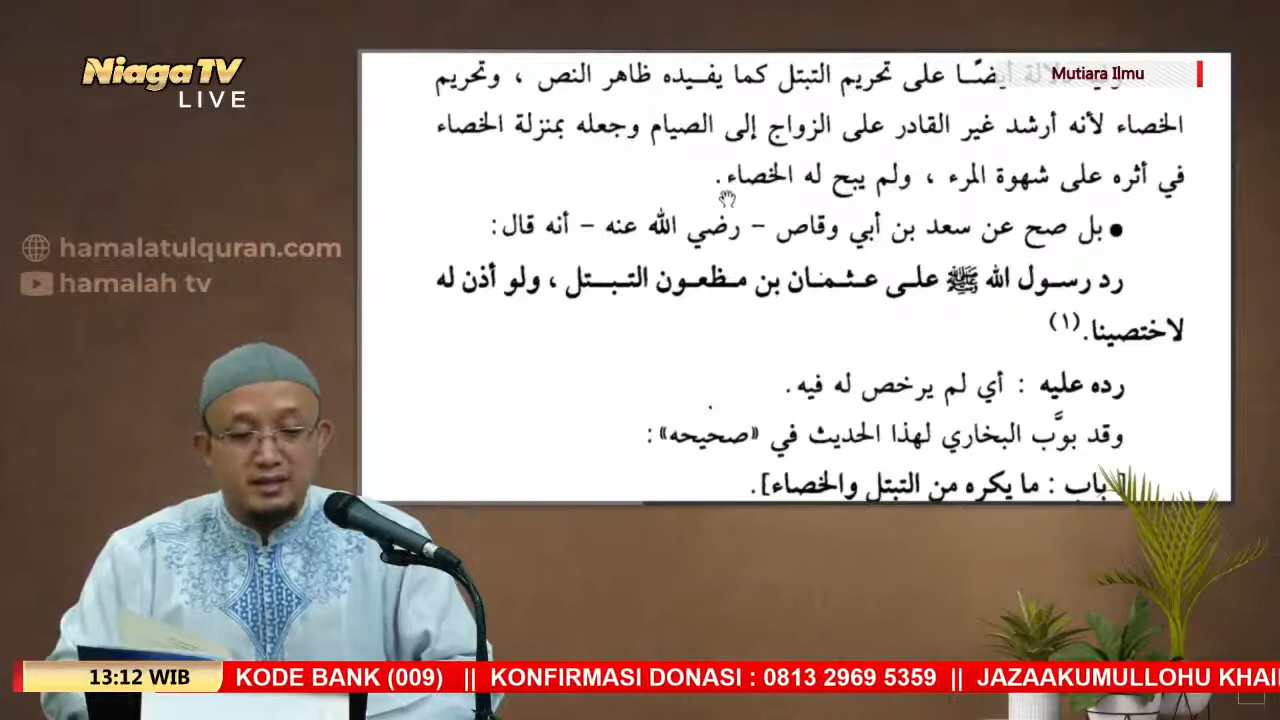 NiagaTV
LIVE
Mutiara Ilmu
أيضًا على تحريم التبتل كما يفيده ظاهر النص ، وتحريم
الخصاء لأنه أرشد غير القادر على الزواج إلى الصيام وجعله بمنزلة الخصاء
في أثره على شهوة المرء ، ولم يبح له الخصاء.
● بل صح عن سعد بن أبي وقاص – رضي الله عنه – أنه قال:
رد رسول الله ﷺ على عثمان بن مظعون التبتل ، ولو أذن له
لاختصينا.(١)
رده عليه : أي لم يرخص له فيه.
وقد بوَّب البخاري لهذا الحديث في «صحيحه»:
[باب : ما يكره من التبتل والخصاء].
hamalatulquran.com
hamalah tv
13:12 WIB
KODE BANK (009) || KONFIRMASI DONASI : 0813 2969 5359 || JAZAAKUMULLOHU KHAI